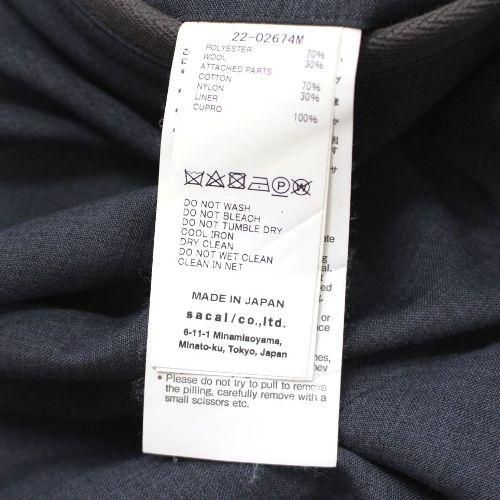 22-02674M
POLYESTER 70%
WOOL 30%
ATTACHED PARTS
COTTON 70%
NYLON 30%
LINER
CUPRO 100%
P W
DO NOT WASH
DO NOT BLEACH
DO NOT TUMBLE DRY
COOL IRON
DRY CLEAN
DO NOT WET CLEAN
CLEAN IN NET
MADE IN JAPAN
sacai/co.,ltd.
6-11-1 Minamiaoyama,
Minato-ku, Tokyo, Japan
• Please do not try to pull to remove
the pilling, carefully remove with a
small scissors etc.